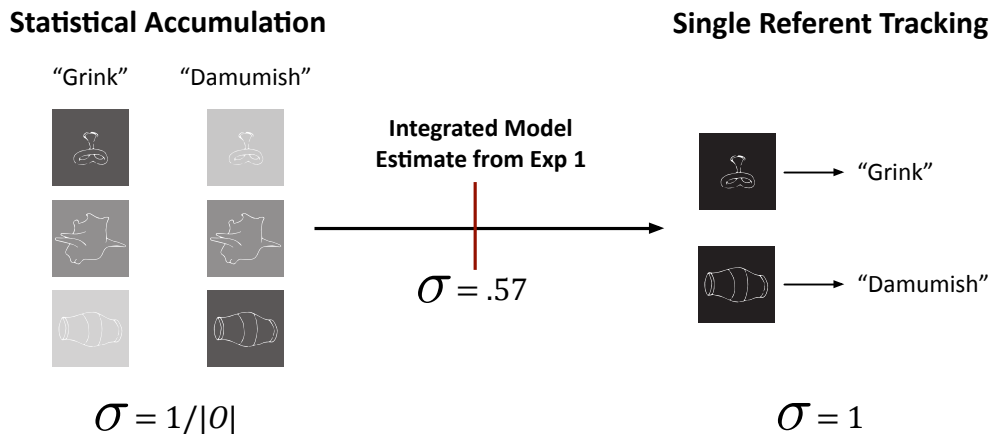 Statistical Accumulation
Single Referent Tracking
“Grink” “Damumish”
Integrated Model
Estimate from Exp 1
“Grink”
“Damumish”
σ = .57
σ = 1/|O|
σ = 1